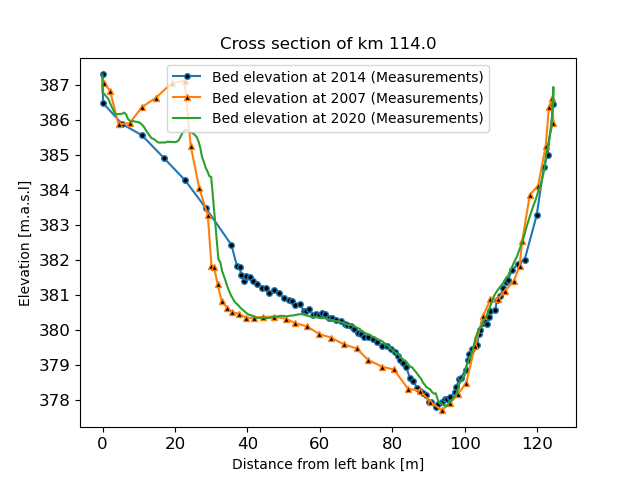 Cross section of km 114.0
Bed elevation at 2014 (Measurements)
Bed elevation at 2007 (Measurements)
Bed elevation at 2020 (Measurements)
Elevation [m.a.s.l]
387
386
385
384
383
382
381
380
379
378
0 20 40 60 80 100 120
Distance from left bank [m]